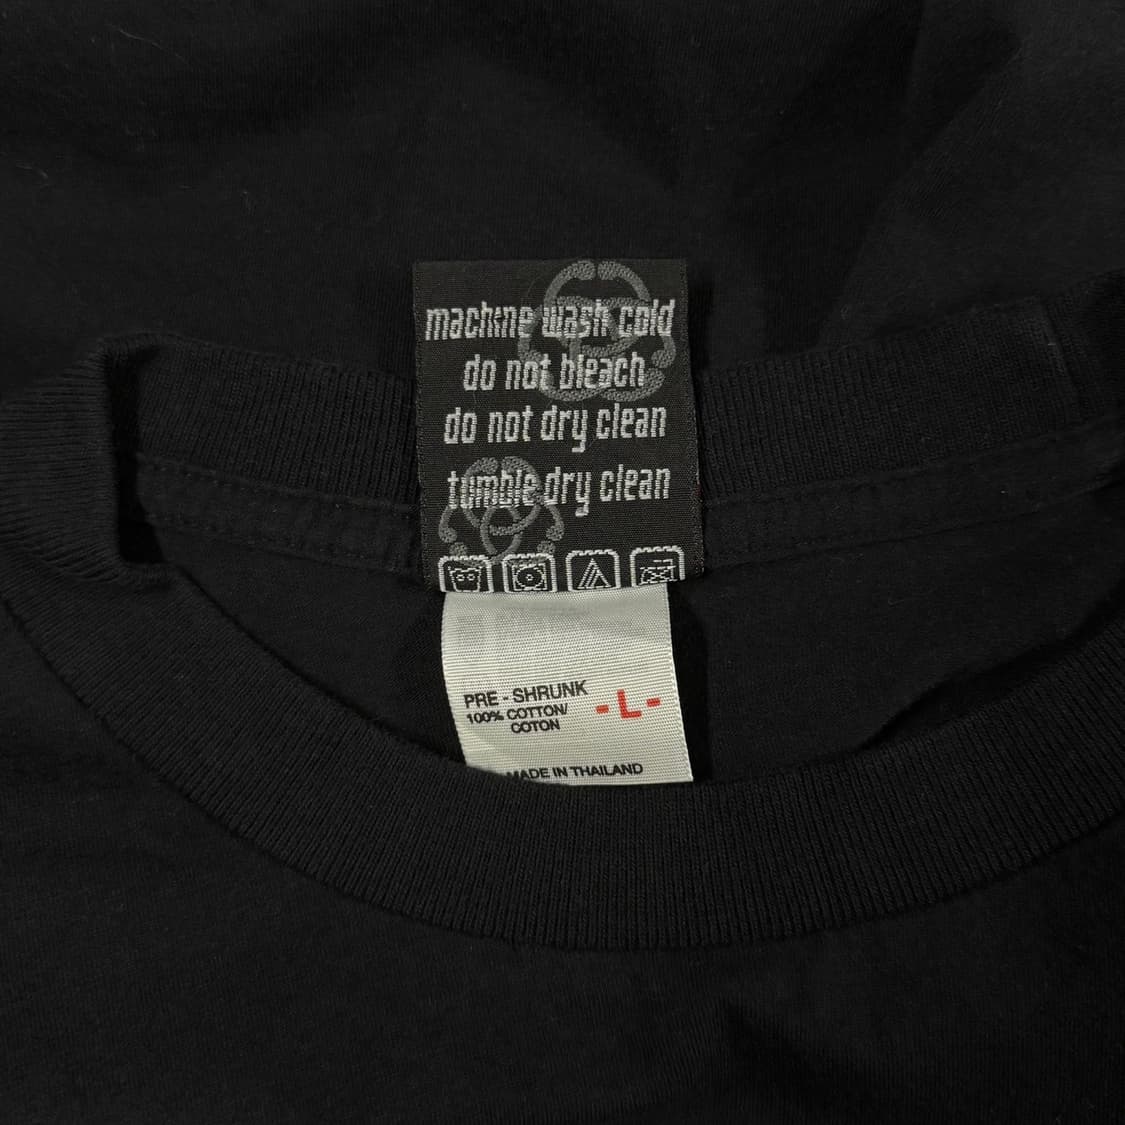 machine wash cold
do not bleach
do not dry clean
tumble dry clean
PRE - SHRUNK
100% COTTON/
COTON
- L -
MADE IN THAILAND